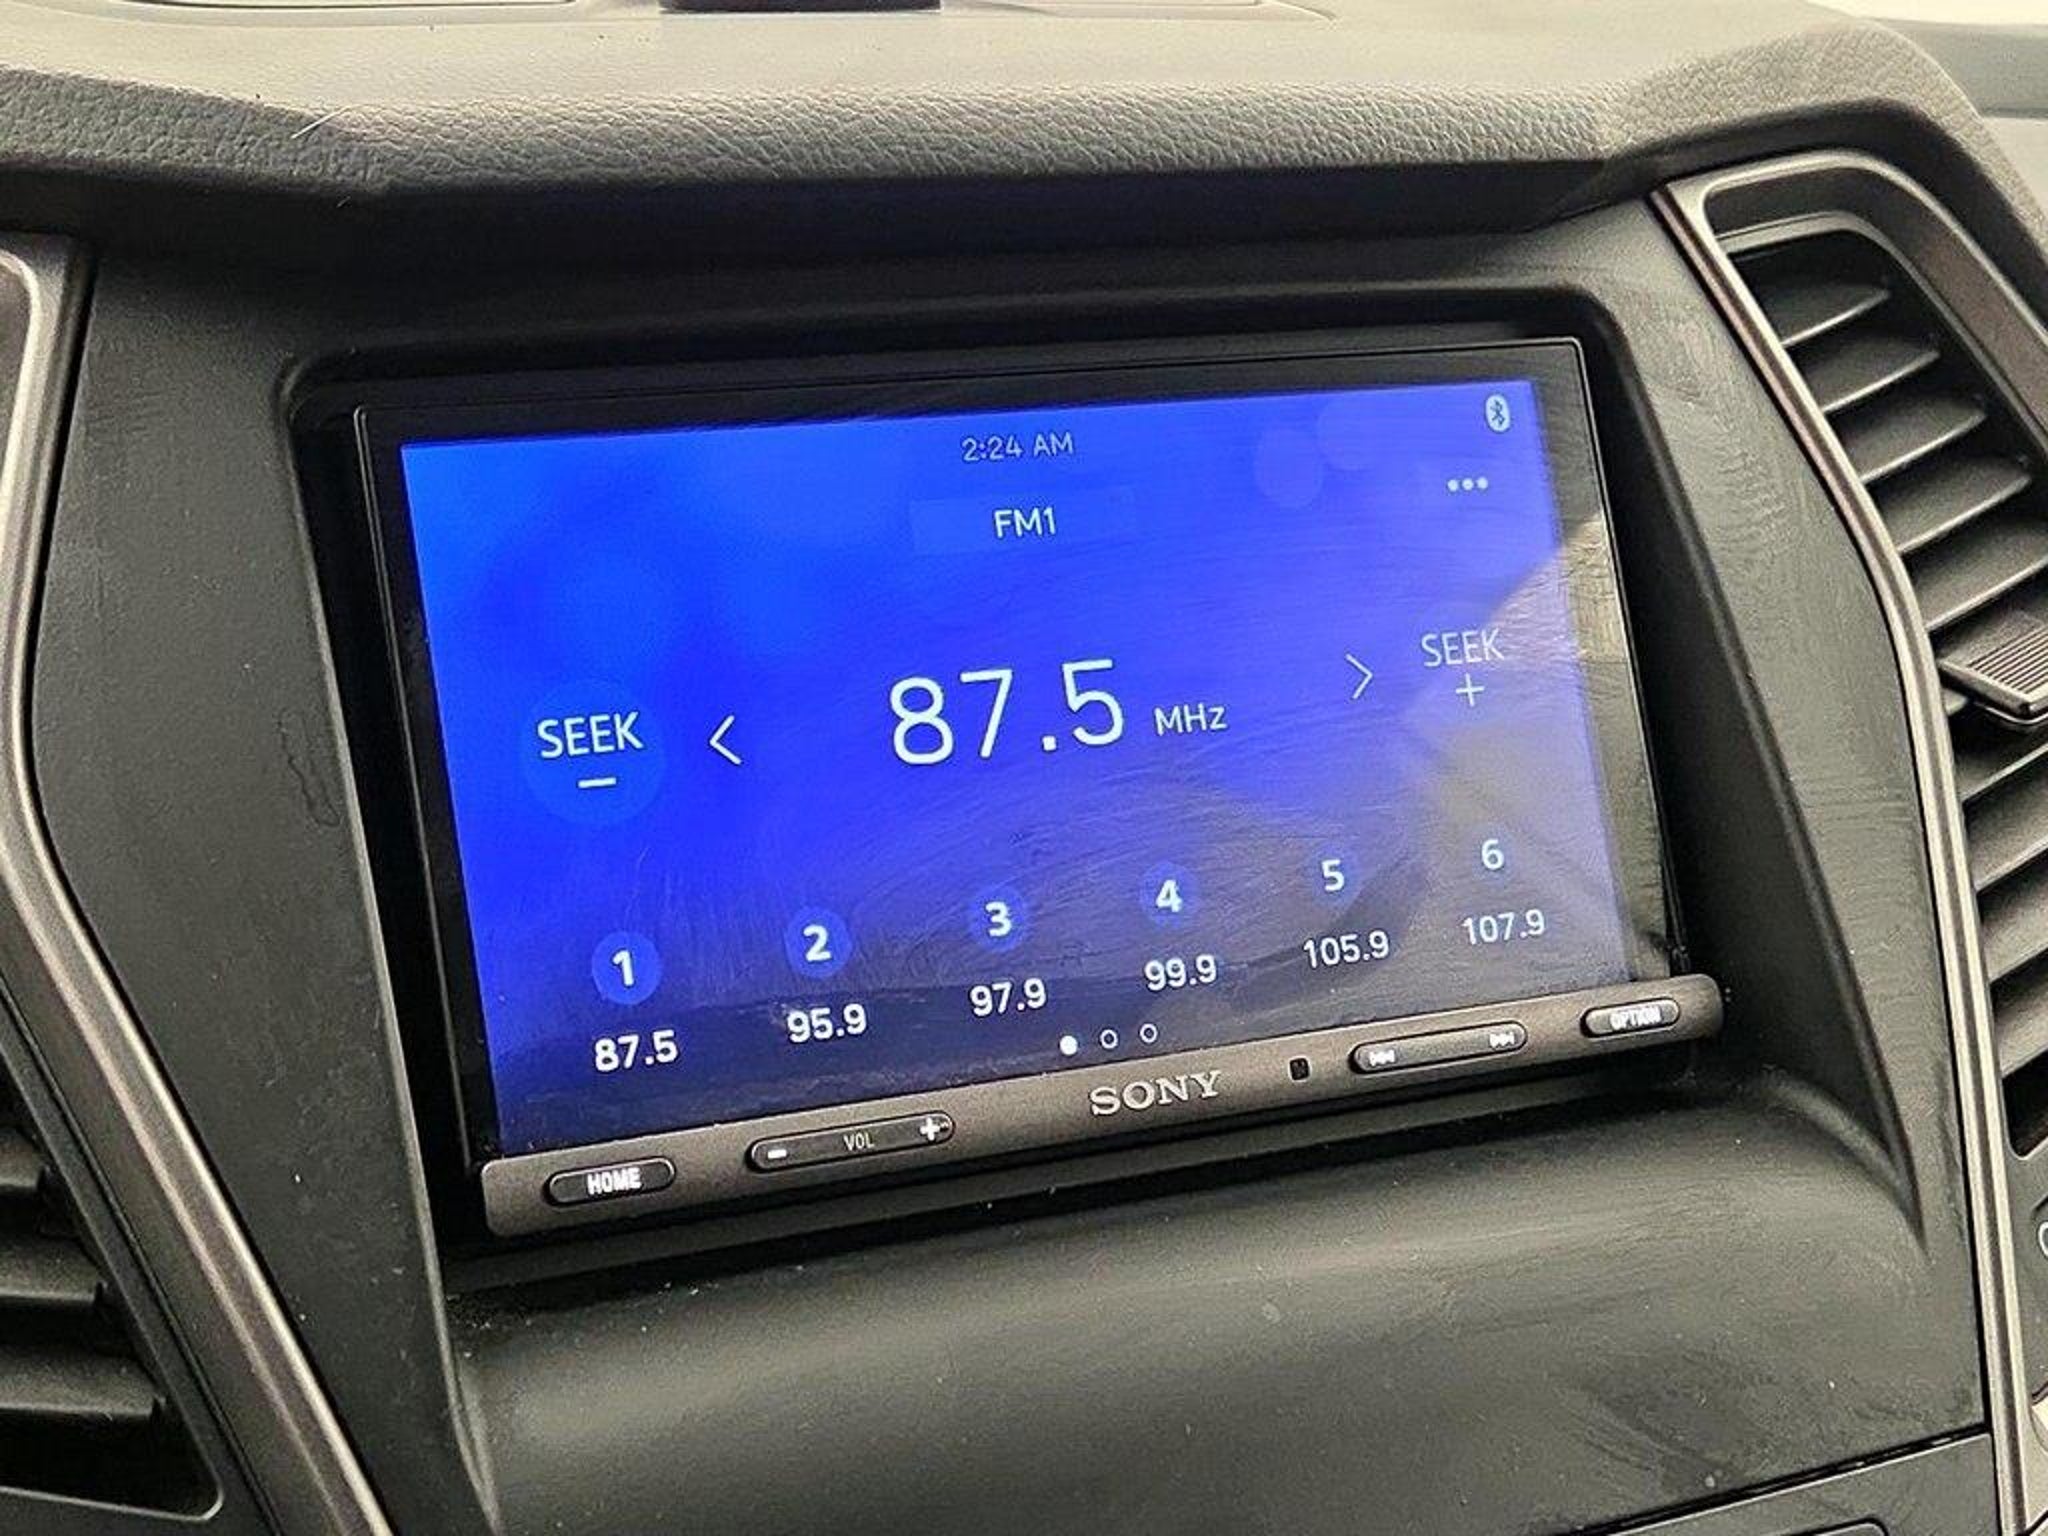 2:24 AM
FM1
SEEK
–
87.5 MHz
SEEK
+
1
87.5
2
95.9
3
97.9
4
99.9
5
105.9
6
107.9
HOME
- VOL +
SONY
OPTION